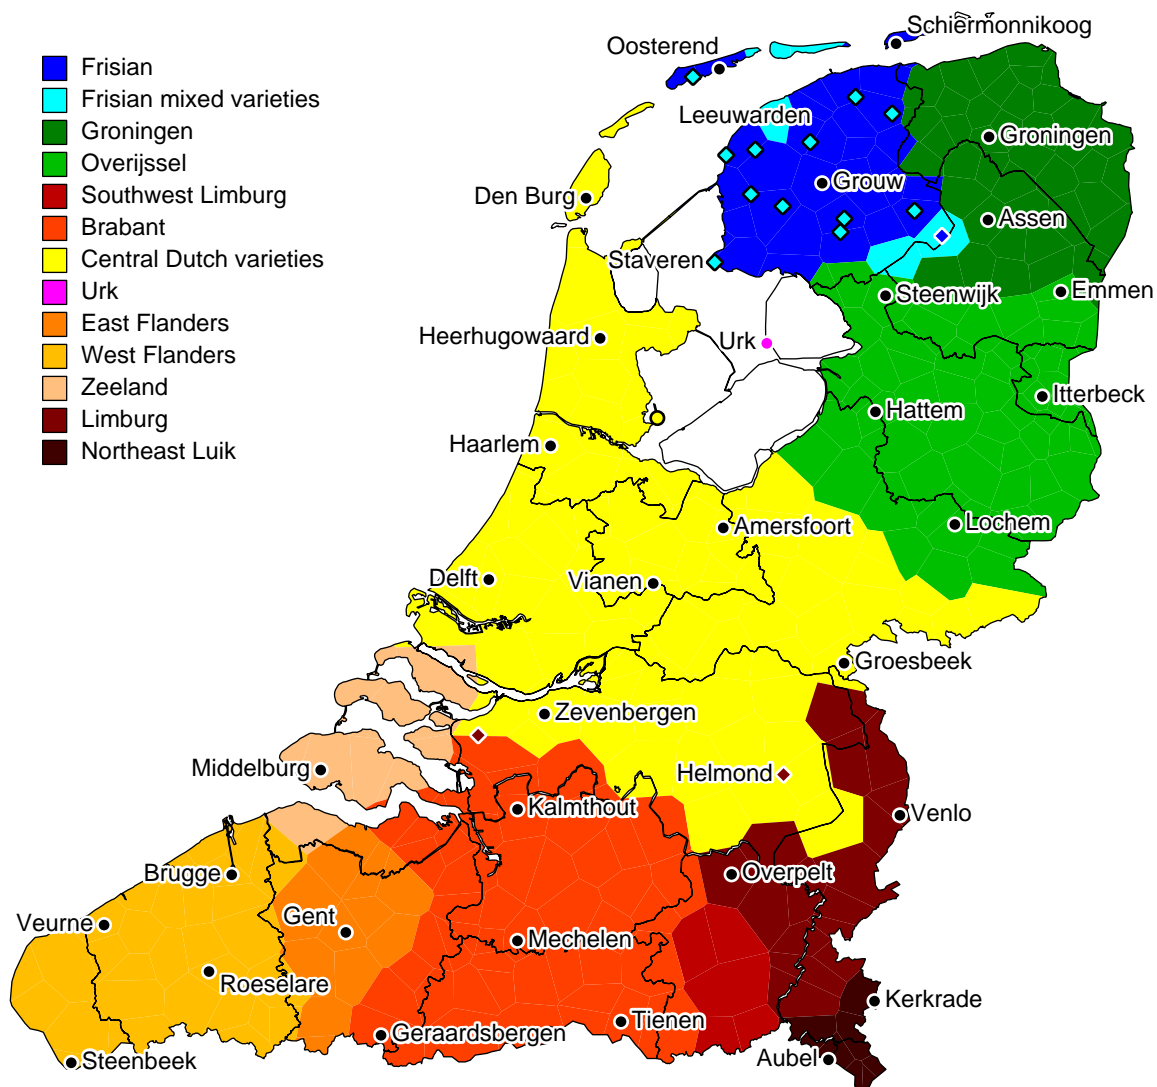 Frisian
Frisian mixed varieties
Groningen
Overijssel
Southwest Limburg
Brabant
Central Dutch varieties
Urk
East Flanders
West Flanders
Zeeland
Limburg
Northeast Luik
Schiermonnikoog
Oosterend
Leeuwarden
Groningen
Grouw
Den Burg
Assen
Staveren
Steenwijk
Emmen
Heerhugowaard
Urk
Itterbeck
Hattem
Haarlem
Lochem
Amersfoort
Delft
Vianen
Groesbeek
Zevenbergen
Middelburg
Helmond
Kalmthout
Venlo
Brugge
Overpelt
Veurne
Gent
Mechelen
Roeselare
Kerkrade
Tienen
Geraardsbergen
Steenbeek
Aubel